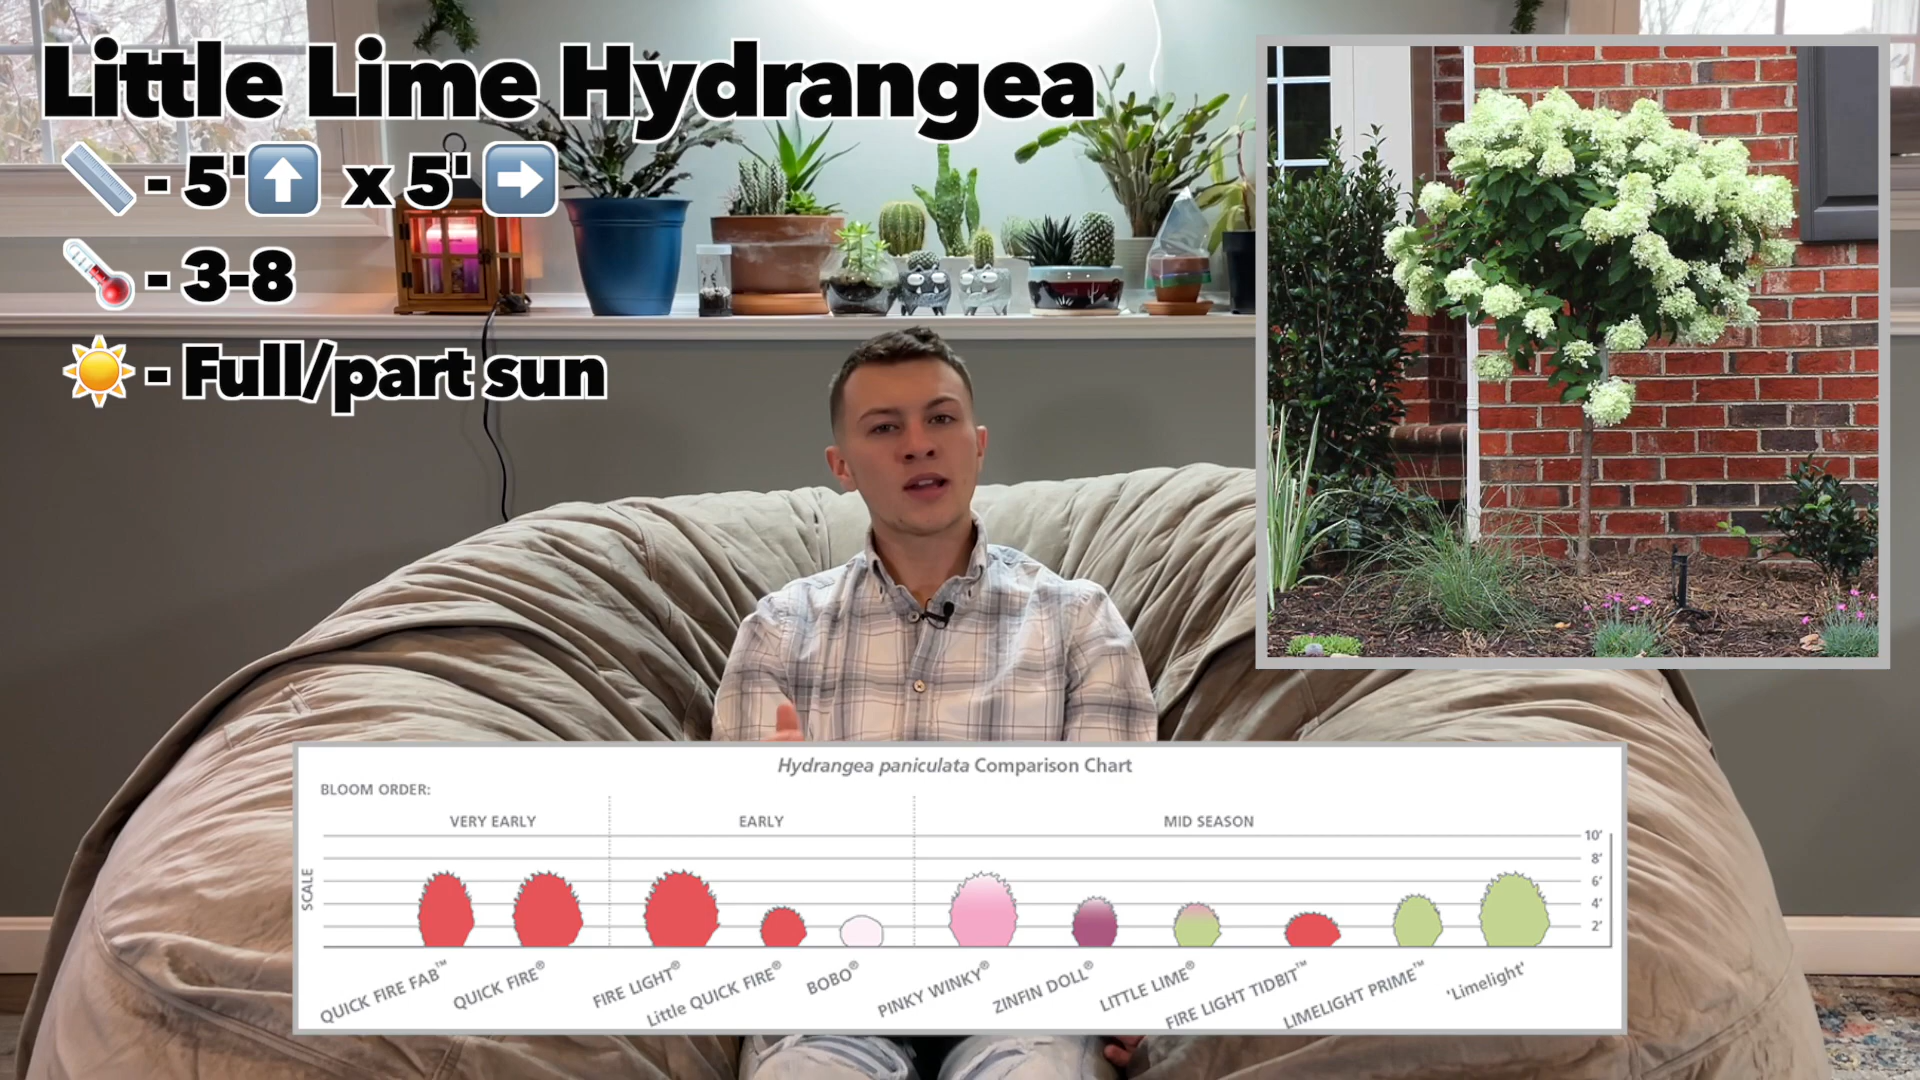 Little Lime Hydrangea
- 5' x 5'
- 3-8
- Full/part sun
Hydrangea paniculata Comparison Chart
BLOOM ORDER:
VERY EARLY EARLY MID SEASON
10'
8'
6'
4'
2'
SCALE
QUICK FIRE FAB™ QUICK FIRE® FIRE LIGHT® Little QUICK FIRE® BOBO® PINKY WINKY® ZINFIN DOLL® LITTLE LIME® FIRE LIGHT TIDBIT™ LIMELIGHT PRIME™ 'Limelight'